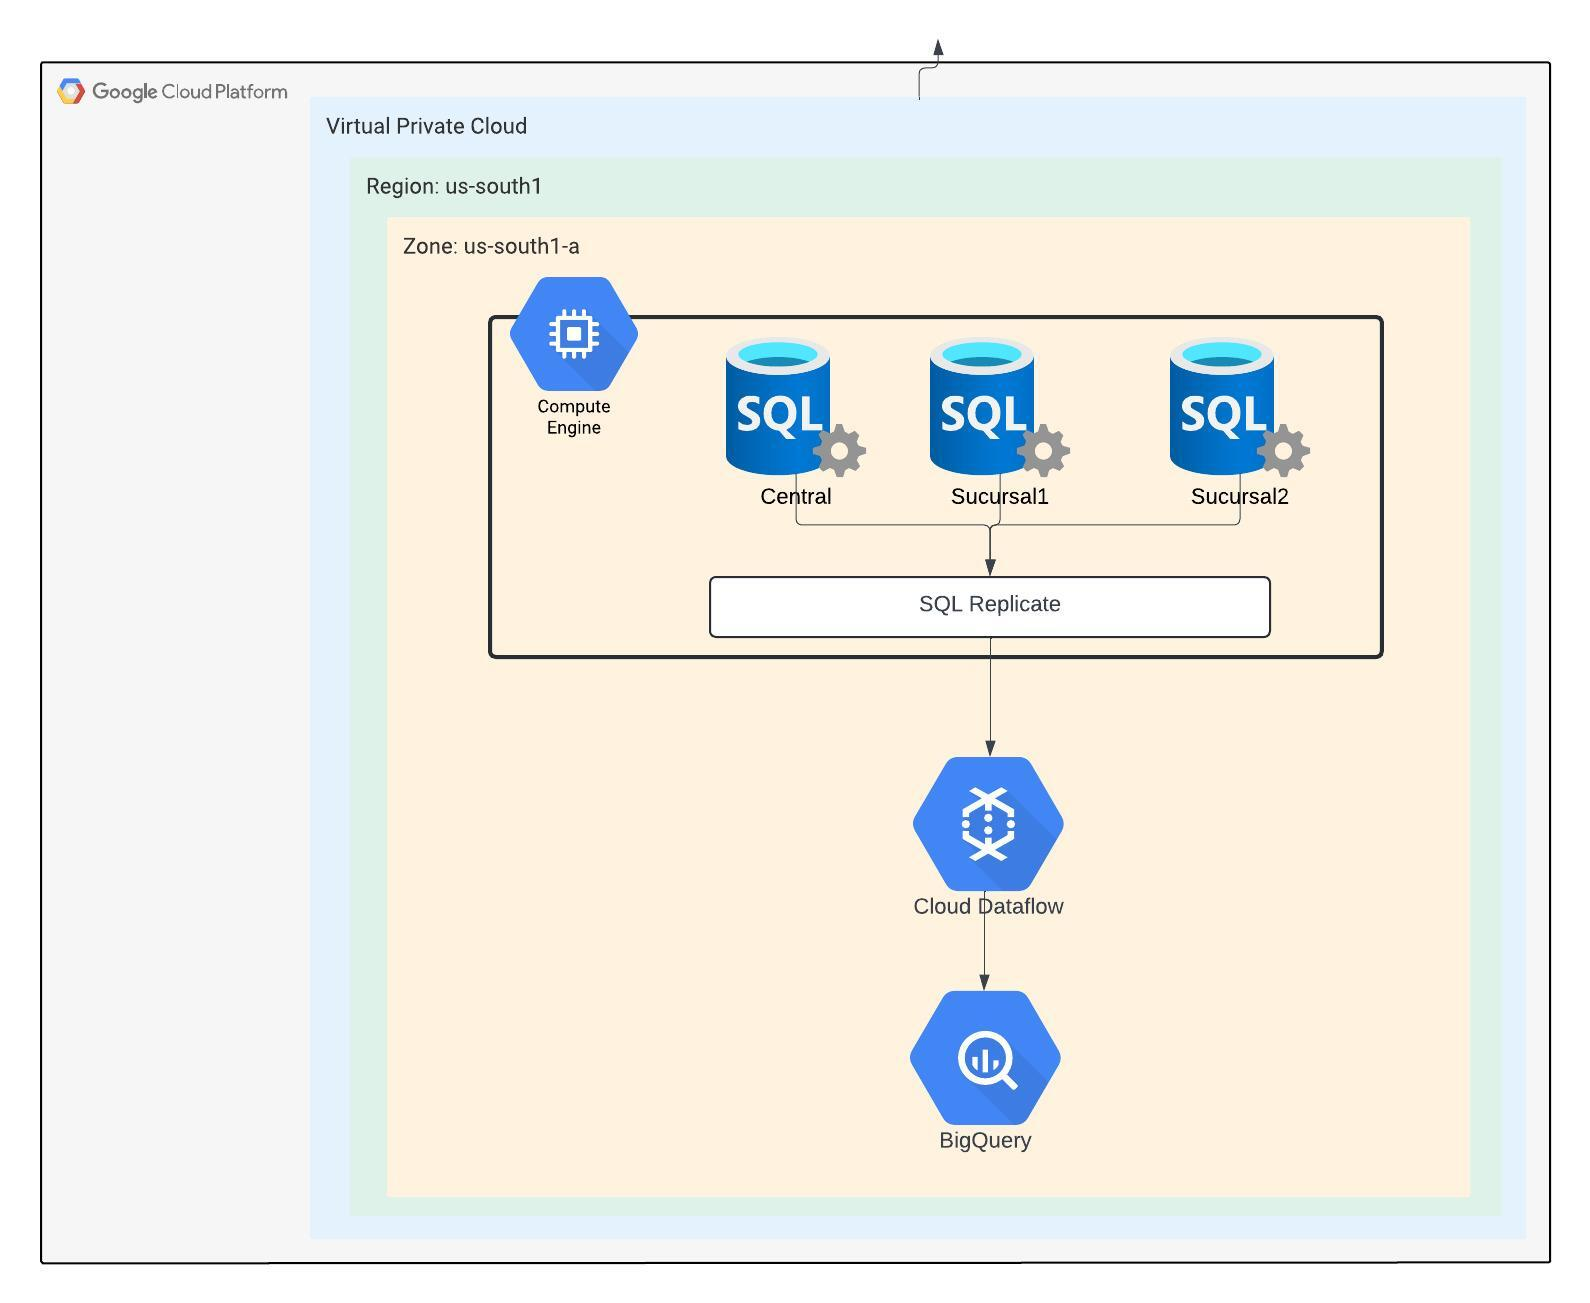 Google Cloud Platform
Virtual Private Cloud
Region: us-south1
Zone: us-south1-a
Compute
Engine
SQL
SQL
SQL
Central
Sucursal1
Sucursal2
SQL Replicate
Cloud Dataflow
BigQuery